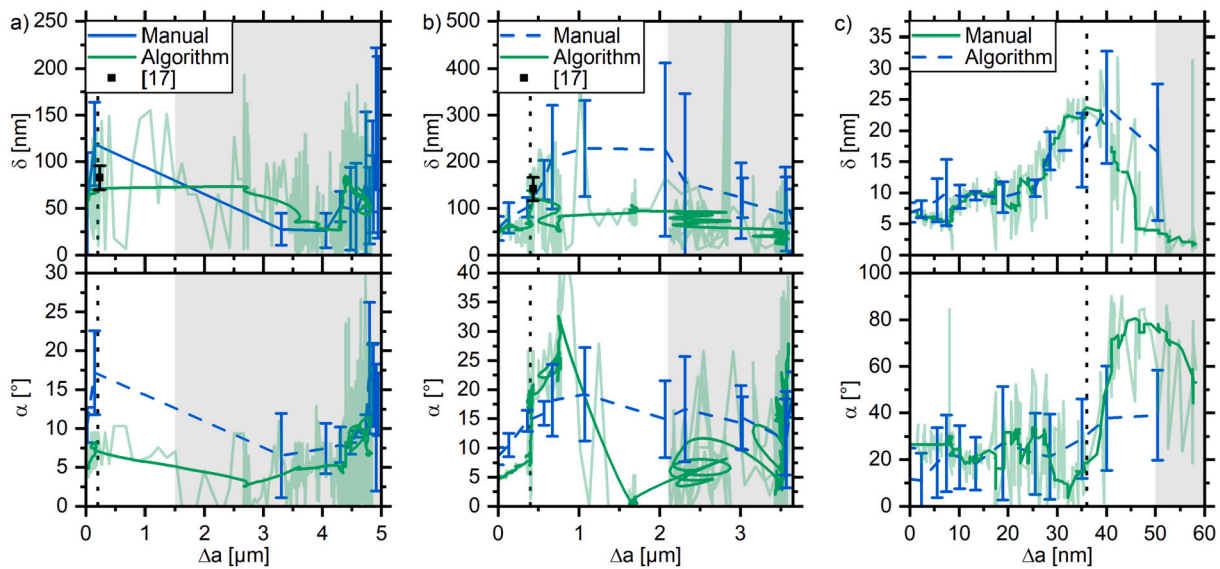 a)
250
200
150
100
50
0
δ [nm]
Manual
Algorithm
[17]
30
25
20
15
10
5
0
α [°]
0 1 2 3 4 5
Δa [µm]
b)
500
400
300
200
100
0
δ [nm]
Manual
Algorithm
[17]
40
35
30
25
20
15
10
5
0
α [°]
0 1 2 3
Δa [µm]
c)
35
30
25
20
15
10
5
0
δ [nm]
Manual
Algorithm
100
80
60
40
20
0
α [°]
0 10 20 30 40 50 60
Δa [nm]